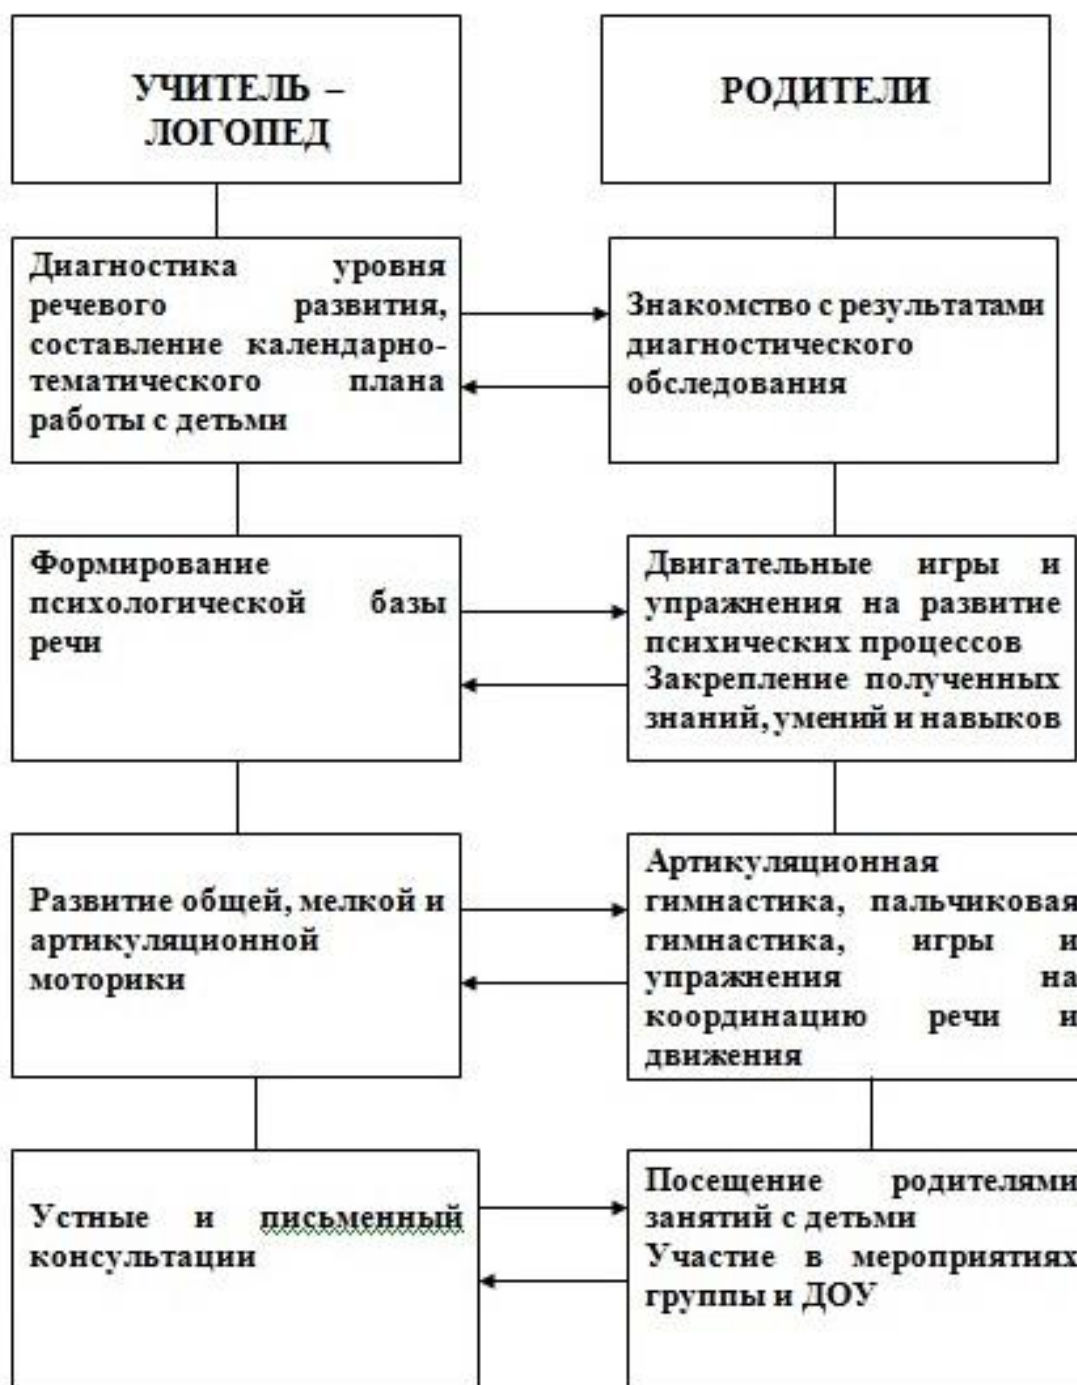 УЧИТЕЛЬ –
ЛОГОПЕД
РОДИТЕЛИ
Диагностика уровня
речевого развития,
составление календарно-
тематического плана
работы с детьми
Знакомство с результатами
диагностического
обследования
Формирование
психологической базы
речи
Двигательные игры и
упражнения на развитие
психических процессов
Закрепление полученных
знаний, умений и навыков
Развитие общей, мелкой и
артикуляционной
моторики
Артикуляционная
гимнастика, пальчиковая
гимнастика, игры и
упражнения на
координацию речи и
движения
Устные и письменный
консультации
Посещение родителями
занятий с детьми
Участие в мероприятиях
группы и ДОУ